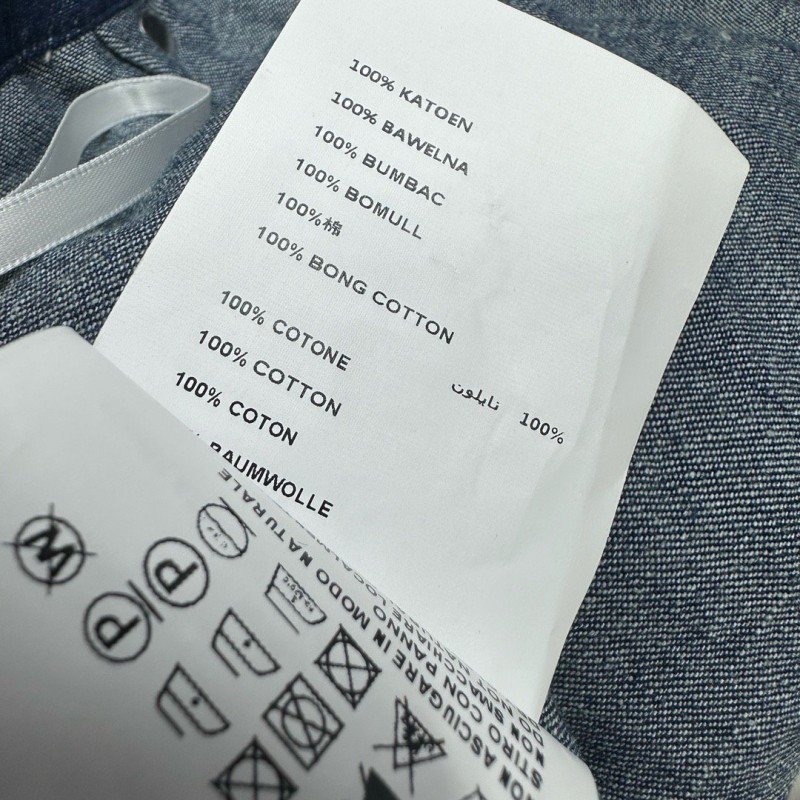 100% KATOEN
100% BAWELNA
100% BUMBAC
100% BOMULL
100%棉
100% BONG COTTON
100% نايلون
100% COTONE
100% COTTON
100% COTON
BAUMWOLLE
W
P
P
ASCIUGARE IN MODO NATURALE
STIRO CON PANNO
NON SMACCHIARE